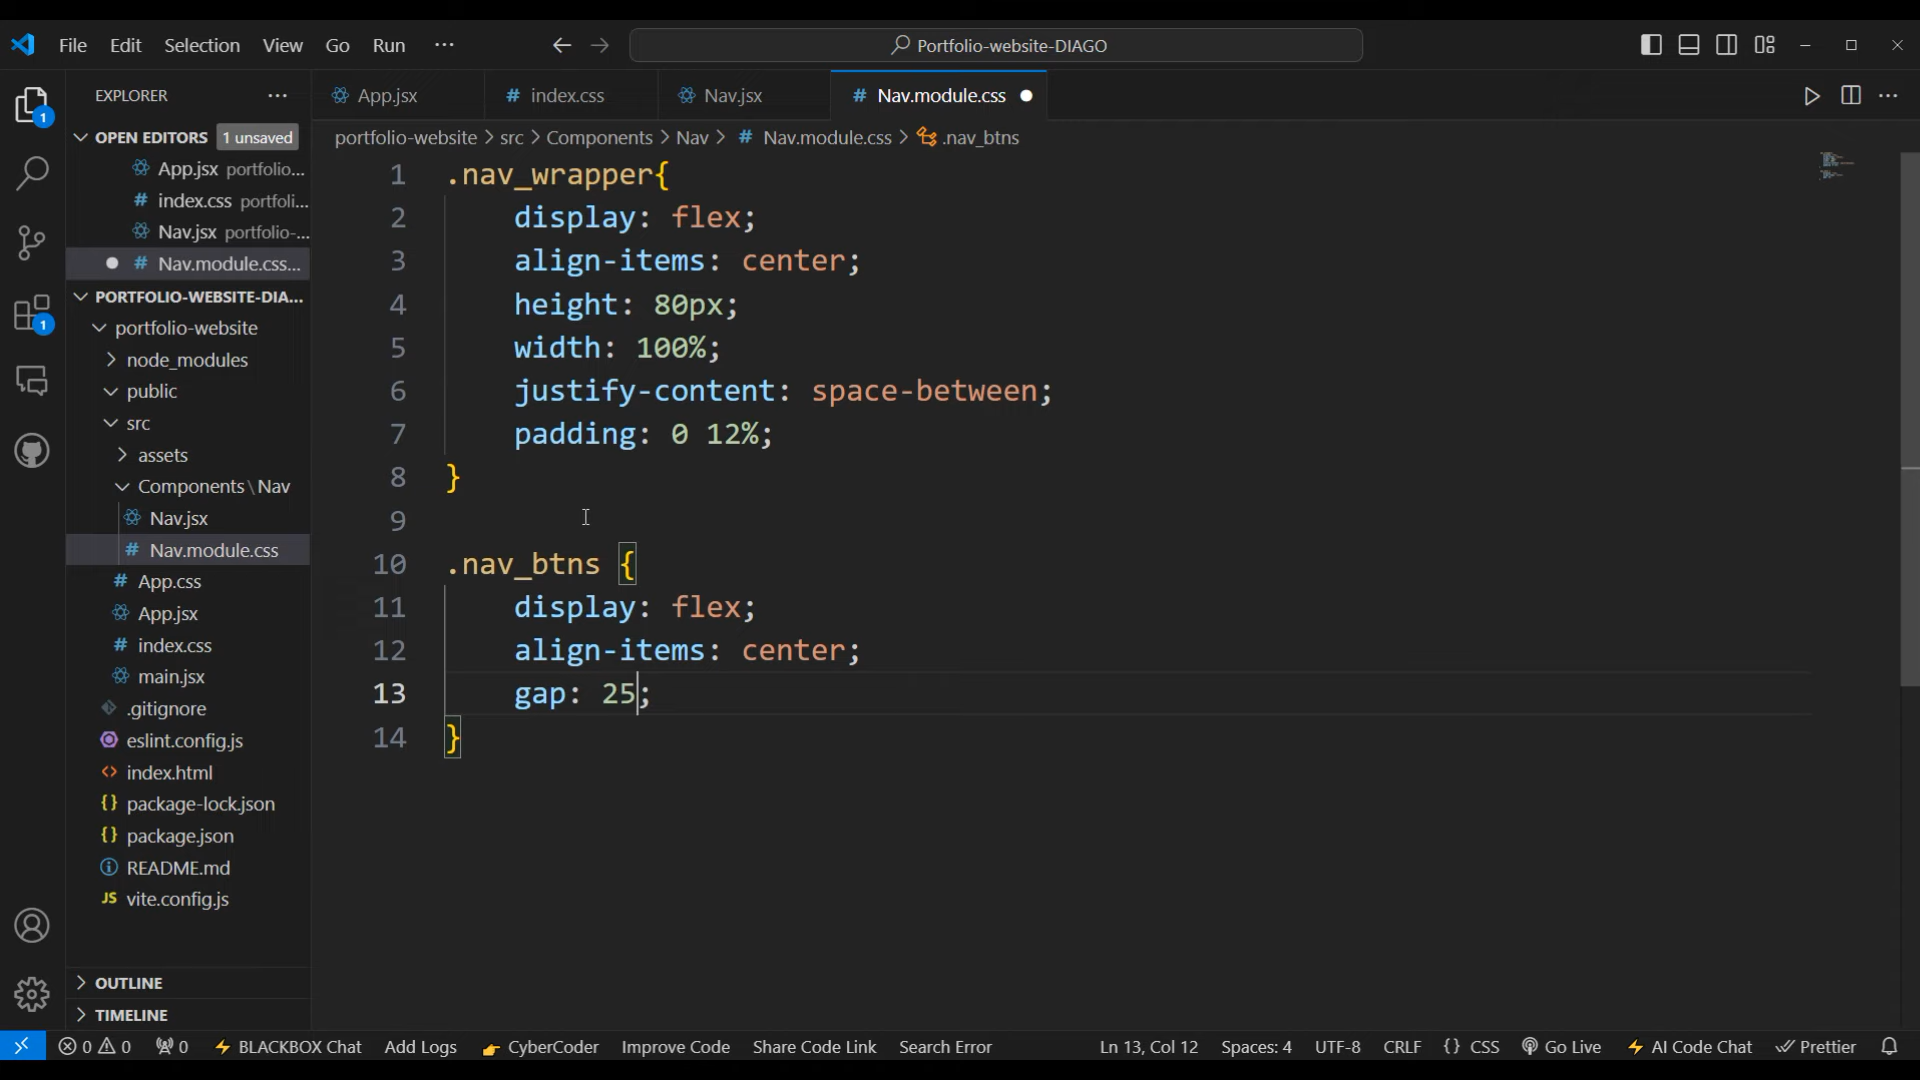 File Edit Selection View Go Run ··· Portfolio-website-DIAGO
EXPLORER ···
App.jsx index.css Nav.jsx Nav.module.css
1
OPEN EDITORS 1 unsaved
portfolio-website > src > Components > Nav > # Nav.module.css > .nav_btns
App.jsx portfolio...
# index.css portfoli...
Nav.jsx portfolio-...
# Nav.module.css...
PORTFOLIO-WEBSITE-DIA...
portfolio-website
node_modules
public
src
assets
Components\Nav
Nav.jsx
# Nav.module.css
# App.css
App.jsx
# index.css
main.jsx
.gitignore
eslint.config.js
<> index.html
{} package-lock.json
{} package.json
README.md
JS vite.config.js
OUTLINE
TIMELINE
1
1 .nav_wrapper{
2 display: flex;
3 align-items: center;
4 height: 80px;
5 width: 100%;
6 justify-content: space-between;
7 padding: 0 12%;
8 }
9
10 .nav_btns {
11 display: flex;
12 align-items: center;
13 gap: 25;
14 }
0 0 0 BLACKBOX Chat Add Logs CyberCoder Improve Code Share Code Link Search Error Ln 13, Col 12 Spaces: 4 UTF-8 CRLF {} CSS Go Live AI Code Chat Prettier